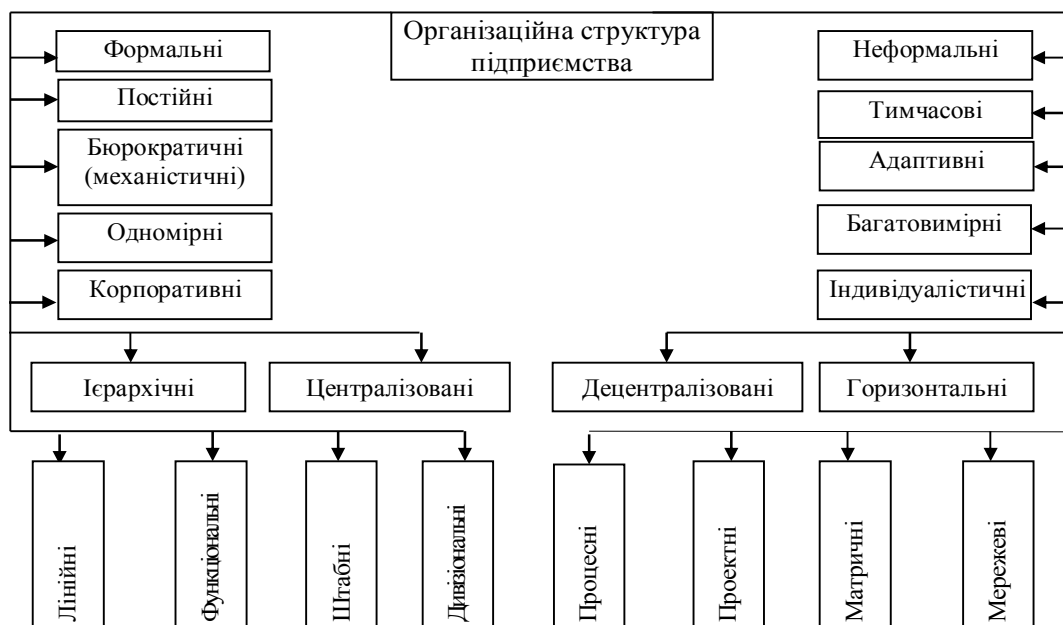 Організаційна структура
підприємства
Формальні
Неформальні
Постійні
Тимчасові
Бюрократичні
(механістичні)
Адаптивні
Одномірні
Багатовимірні
Корпоративні
Індивідуалістичні
Ієрархічні
Централізовані
Децентралізовані
Горизонтальні
Лінійні
Функціональні
Штабні
Дивізіональні
Процесні
Проектні
Матричні
Мережеві